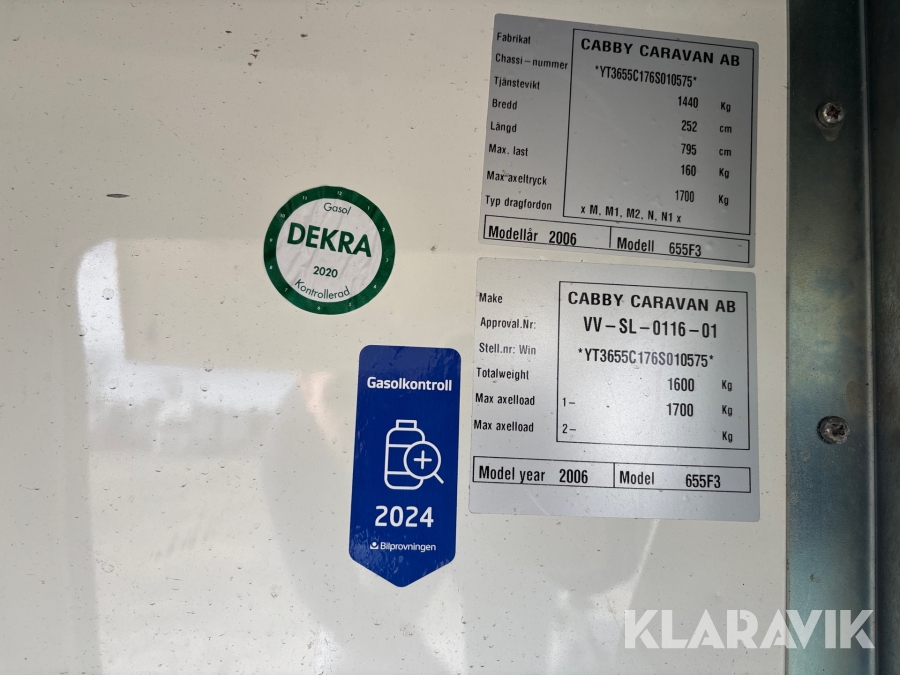 Fabrikat CABBY CARAVAN AB
Chassi-nummer *YT3655C176S010575*
Tjänstevikt 1440 Kg
Bredd 252 cm
Längd 795 cm
Max. last 160 Kg
Max axeltryck 1700 Kg
Typ dragfordon x M, M1, M2, N, N1 x
Modellår 2006 Modell 655F3
Gasol
DEKRA
2020
Kontrollerad
Make CABBY CARAVAN AB
Approval.Nr: VV-SL-0116-01
Stell.nr: Win *YT3655C176S010575*
Totalweight 1600 Kg
Max axelload 1- 1700 Kg
Max axelload 2- Kg
Model year 2006 Model 655F3
Gasolkontroll
2024
Bilprovningen
KLARAVIK